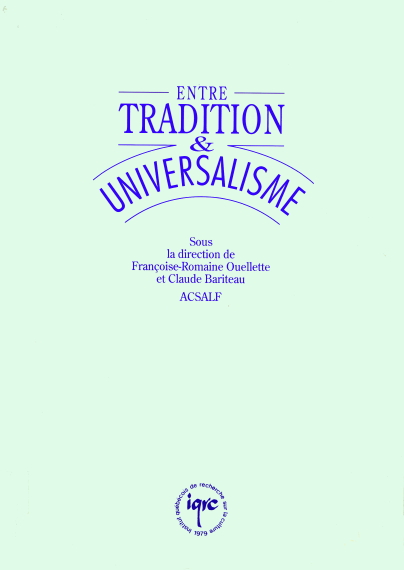 ENTRE
TRADITION
&
UNIVERSALISME
Sous
la direction de
Françoise-Romaine Ouellette
et Claude Bariteau
ACSALF
institut québécois de recherche sur la culture
iqrc
1979